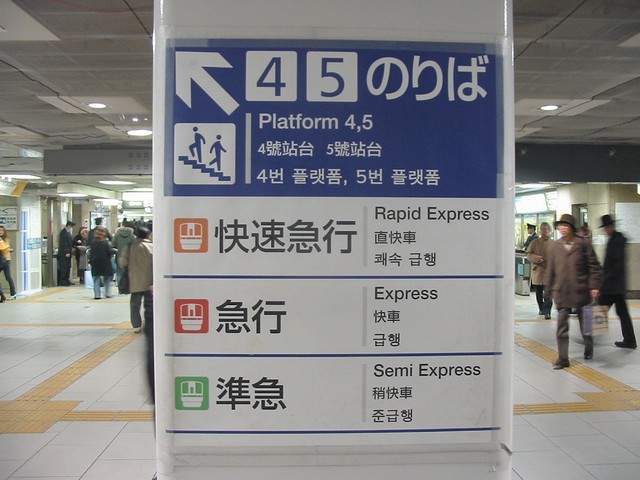 4 5 のりば
Platform 4,5
4號站台 5號站台
4번 플랫폼, 5번 플랫폼
快速急行
Rapid Express
直快車
쾌속 급행
急行
Express
快車
급행
準急
Semi Express
稍快車
준급행